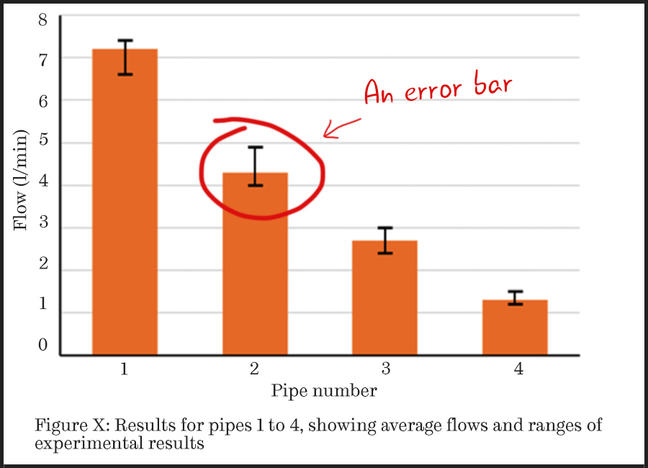 8
7
6
5
4
3
2
1
0
Flow (l/min)
An error bar
1 2 3 4
Pipe number
Figure X: Results for pipes 1 to 4, showing average flows and ranges of
experimental results